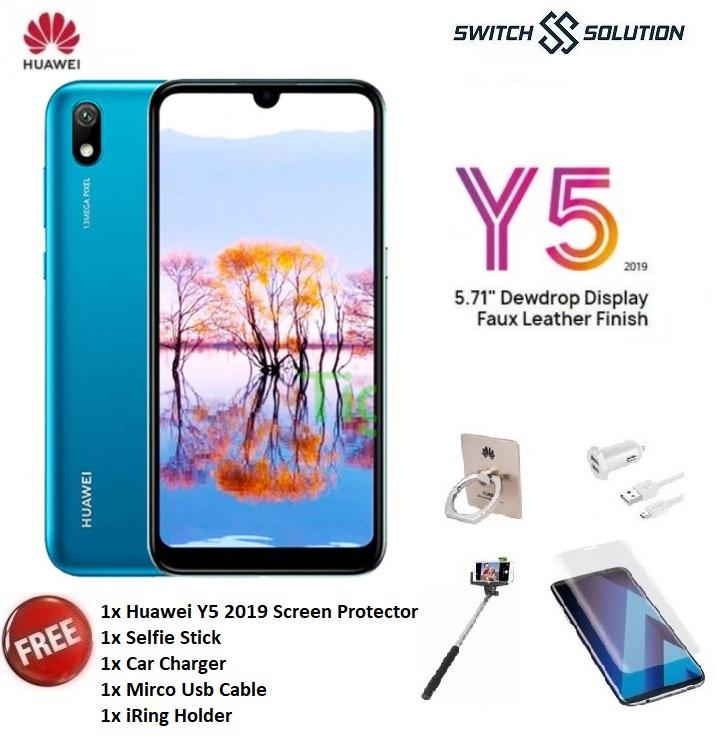 HUAWEI
SWITCH SOLUTION
13MEGA PIXEL
HUAWEI
Y5
2019
5.71" Dewdrop Display
Faux Leather Finish
FREE
1x Huawei Y5 2019 Screen Protector
1x Selfie Stick
1x Car Charger
1x Mirco Usb Cable
1x iRing Holder